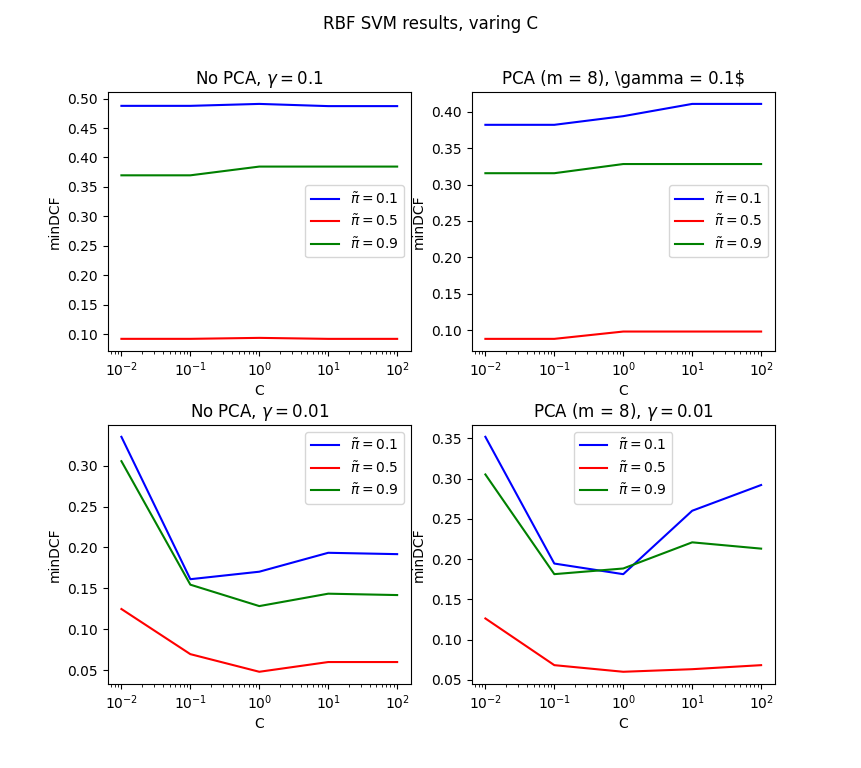 RBF SVM results, varing C
No PCA, γ = 0.1
0.50
0.45
0.40
0.35
0.30
0.25
0.20
0.15
0.10
minDCF
π̃ = 0.1
π̃ = 0.5
π̃ = 0.9
10⁻² 10⁻¹ 10⁰ 10¹ 10²
C
PCA (m = 8), \gamma = 0.1$
0.40
0.35
0.30
0.25
0.20
0.15
0.10
minDCF
π̃ = 0.1
π̃ = 0.5
π̃ = 0.9
10⁻² 10⁻¹ 10⁰ 10¹ 10²
C
No PCA, γ = 0.01
0.30
0.25
0.20
0.15
0.10
0.05
minDCF
π̃ = 0.1
π̃ = 0.5
π̃ = 0.9
10⁻² 10⁻¹ 10⁰ 10¹ 10²
C
PCA (m = 8), γ = 0.01
0.35
0.30
0.25
0.20
0.15
0.10
0.05
minDCF
π̃ = 0.1
π̃ = 0.5
π̃ = 0.9
10⁻² 10⁻¹ 10⁰ 10¹ 10²
C